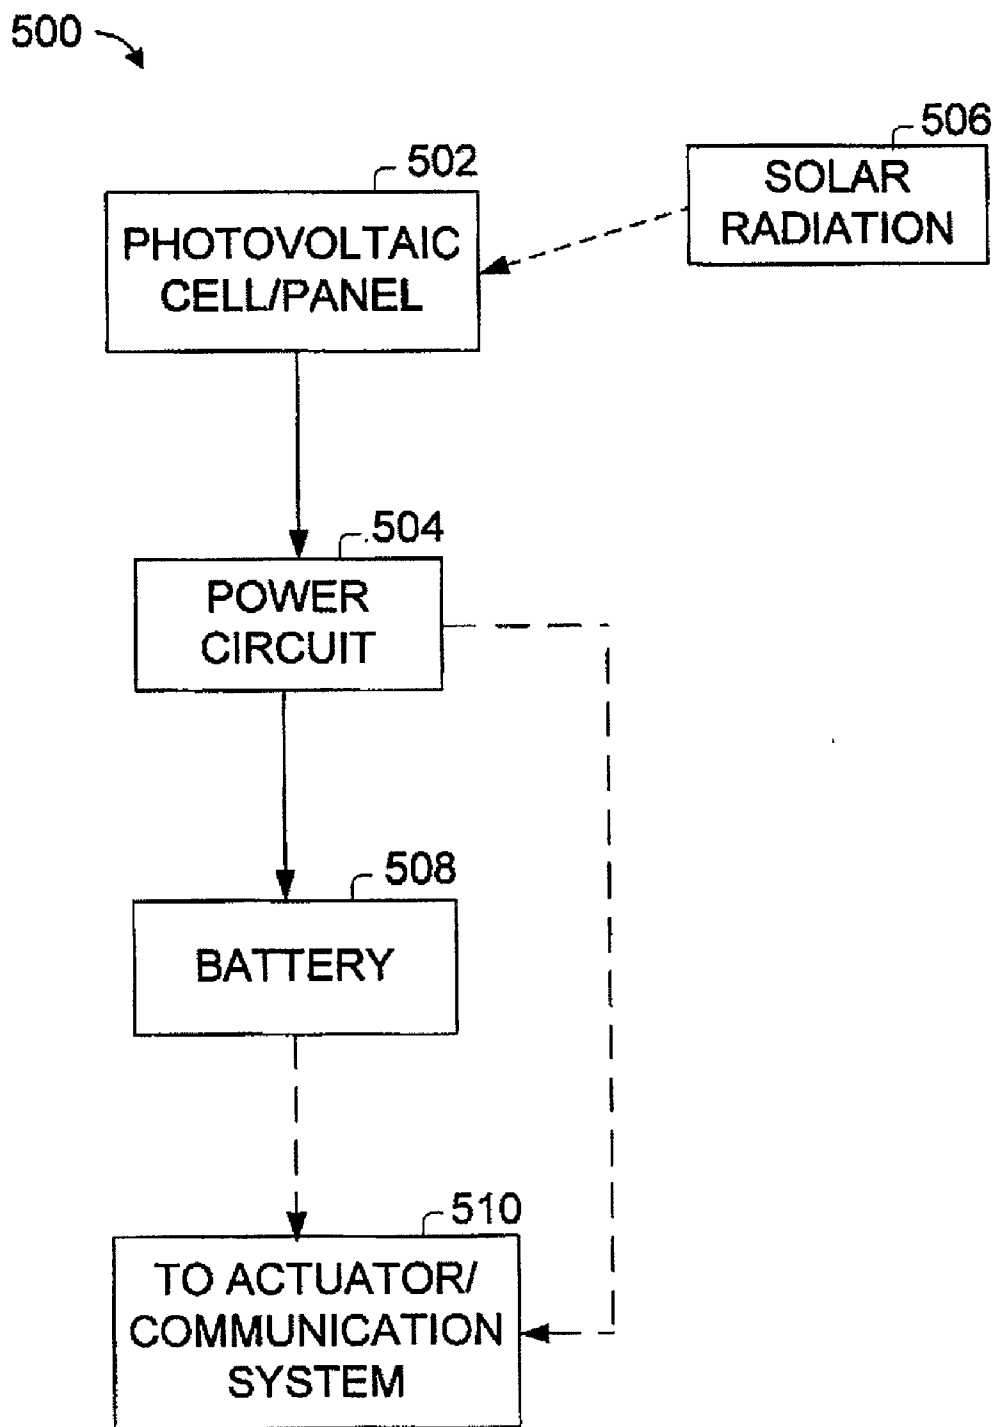 500
506
SOLAR
RADIATION
502
PHOTOVOLTAIC
CELL/PANEL
504
POWER
CIRCUIT
508
BATTERY
510
TO ACTUATOR/
COMMUNICATION
SYSTEM